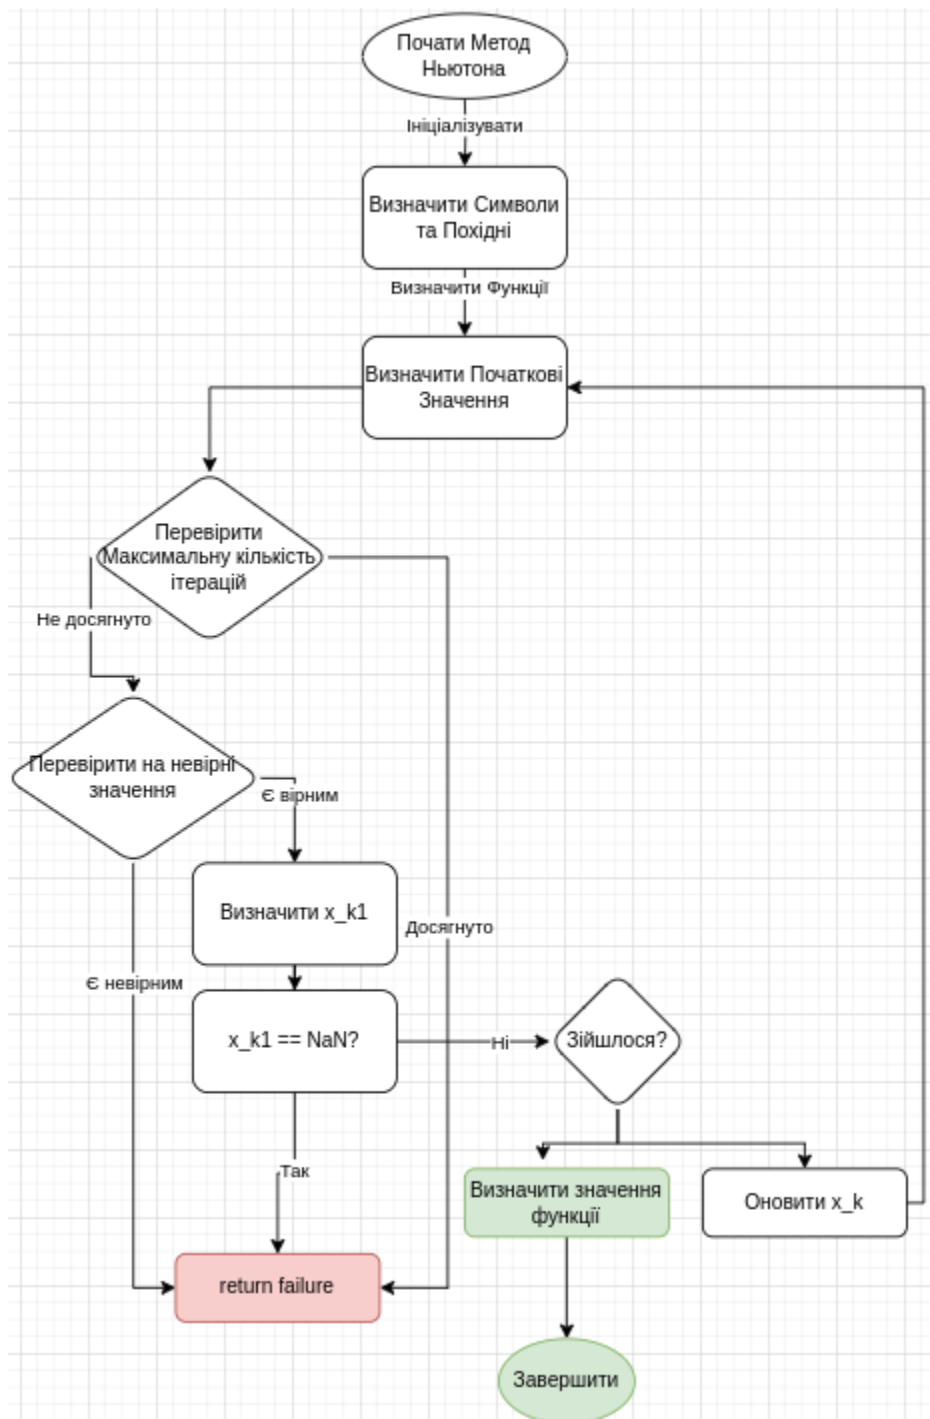 Почати Метод
Ньютона
Ініціалізувати
Визначити Символи
та Похідні
Визначити Функції
Визначити Початкові
Значення
Перевірити
Максимальну кількість
ітерацій
Не досягнуто
Перевірити на невірні
значення
Є вірним
Визначити x_k1
Досягнуто
Є невірним
x_k1 == NaN?
Ні
Зійшлося?
Так
Визначити значення
функції
Оновити x_k
return failure
Завершити